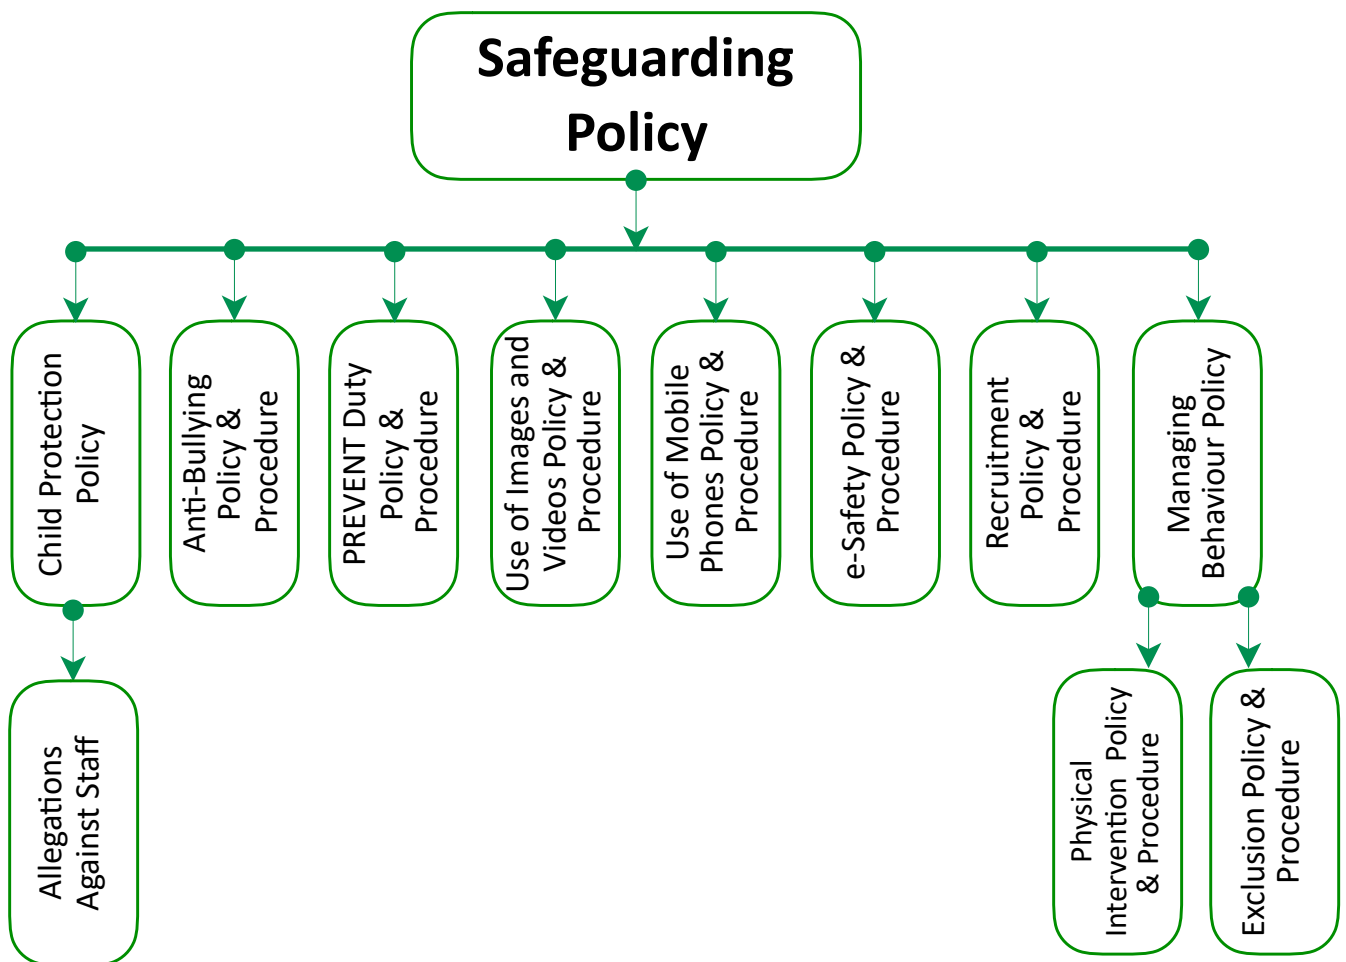 Safeguarding
Policy
Child Protection
Policy
Anti-Bullying
Policy &
Procedure
PREVENT Duty
Policy &
Procedure
Use of Images and
Videos Policy &
Procedure
Use of Mobile
Phones Policy &
Procedure
e-Safety Policy &
Procedure
Recruitment
Policy &
Procedure
Managing
Behaviour Policy
Allegations
Against Staff
Physical
Intervention Policy
& Procedure
Exclusion Policy &
Procedure